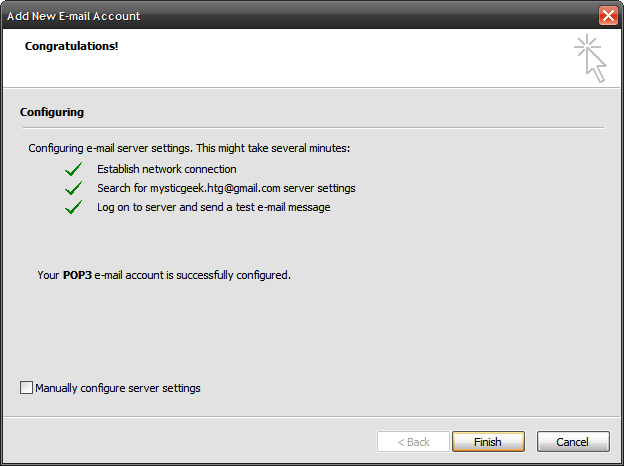 Add New E-mail Account
Congratulations!
Configuring
Configuring e-mail server settings. This might take several minutes:
Establish network connection
Search for mysticgeek.htg@gmail.com server settings
Log on to server and send a test e-mail message
Your POP3 e-mail account is successfully configured.
Manually configure server settings
< Back
Finish
Cancel